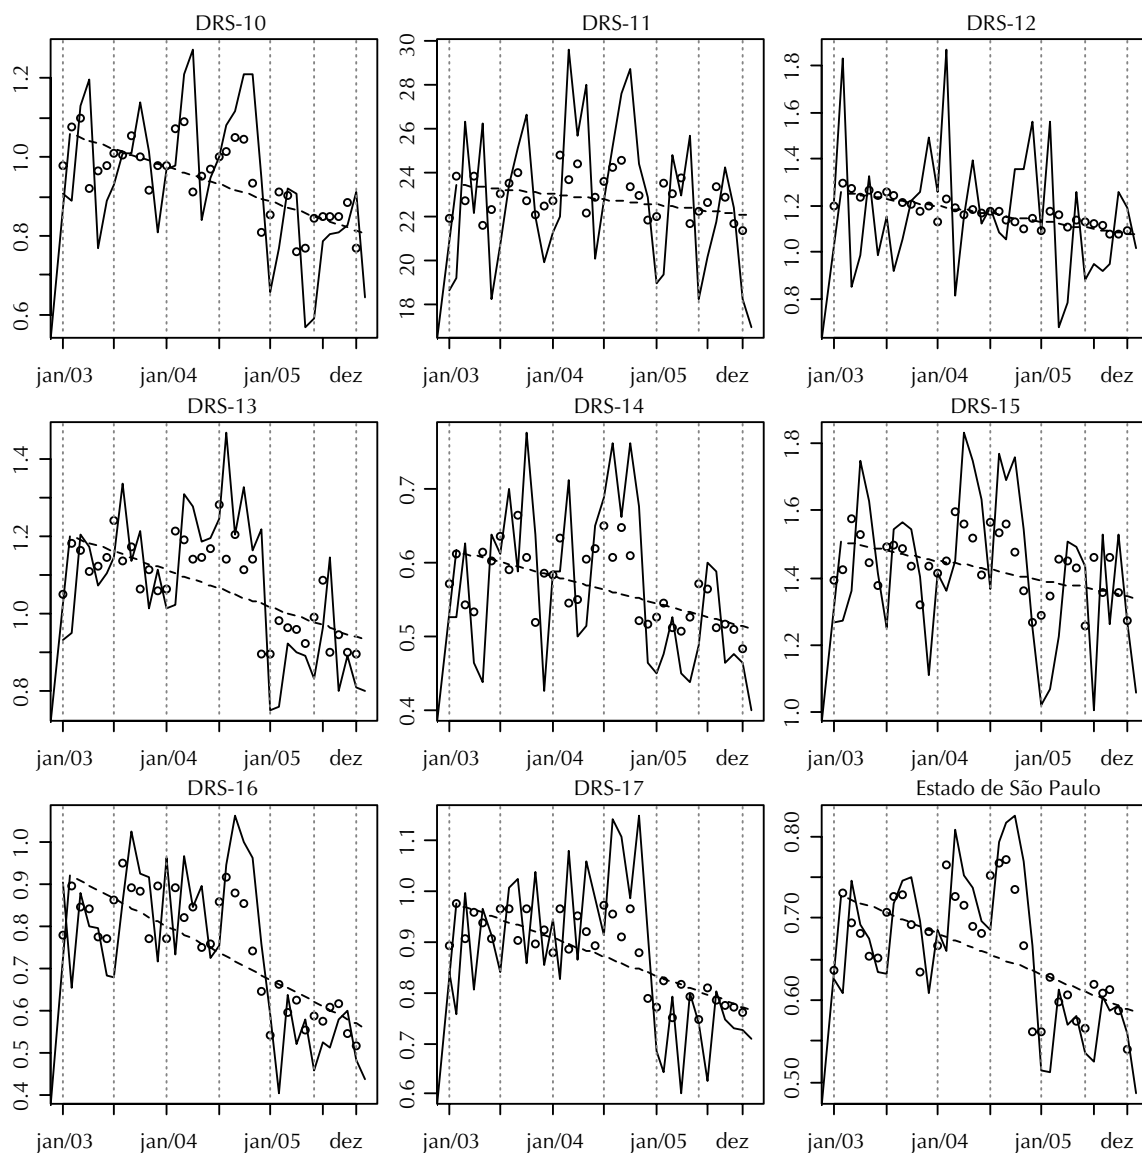 DRS-10 DRS-11 DRS-12
1.2 1.0 0.8 0.6
30 28 26 24 22 20 18
1.8 1.6 1.4 1.2 1.0 0.8
jan/03 jan/04 jan/05 dez jan/03 jan/04 jan/05 dez jan/03 jan/04 jan/05 dez
DRS-13 DRS-14 DRS-15
1.4 1.2 1.0 0.8
0.7 0.6 0.5 0.4
1.8 1.6 1.4 1.2 1.0
jan/03 jan/04 jan/05 dez jan/03 jan/04 jan/05 dez jan/03 jan/04 jan/05 dez
DRS-16 DRS-17 Estado de São Paulo
1.0 0.9 0.8 0.7 0.6 0.5 0.4
1.1 1.0 0.9 0.8 0.7 0.6
0.80 0.70 0.60 0.50
jan/03 jan/04 jan/05 dez jan/03 jan/04 jan/05 dez jan/03 jan/04 jan/05 dez